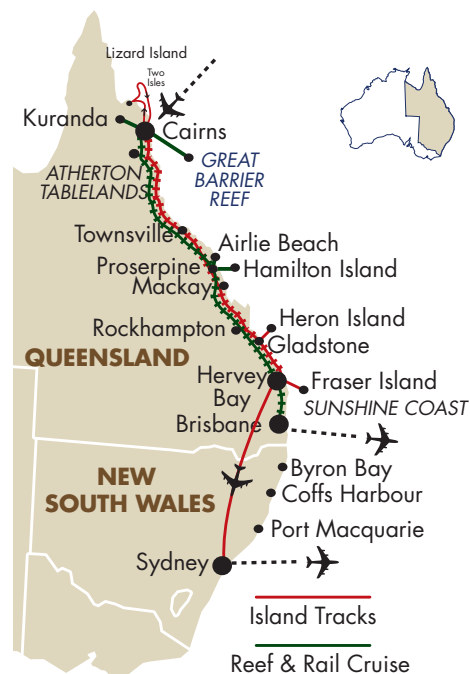 Lizard Island
Two
Isles
Kuranda
Cairns
ATHERTON
TABLELANDS
GREAT
BARRIER
REEF
Townsville
Airlie Beach
Proserpine
Hamilton Island
Mackay
Rockhampton
Heron Island
Gladstone
QUEENSLAND
Hervey
Bay
Fraser Island
SUNSHINE COAST
Brisbane
NEW
SOUTH WALES
Byron Bay
Coffs Harbour
Port Macquarie
Sydney
Island Tracks
Reef & Rail Cruise